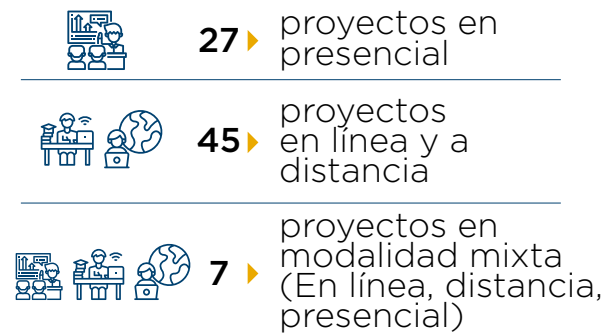 27 proyectos en
presencial
45 proyectos
en línea y a
distancia
7 proyectos en
modalidad mixta
(En línea, distancia,
presencial)